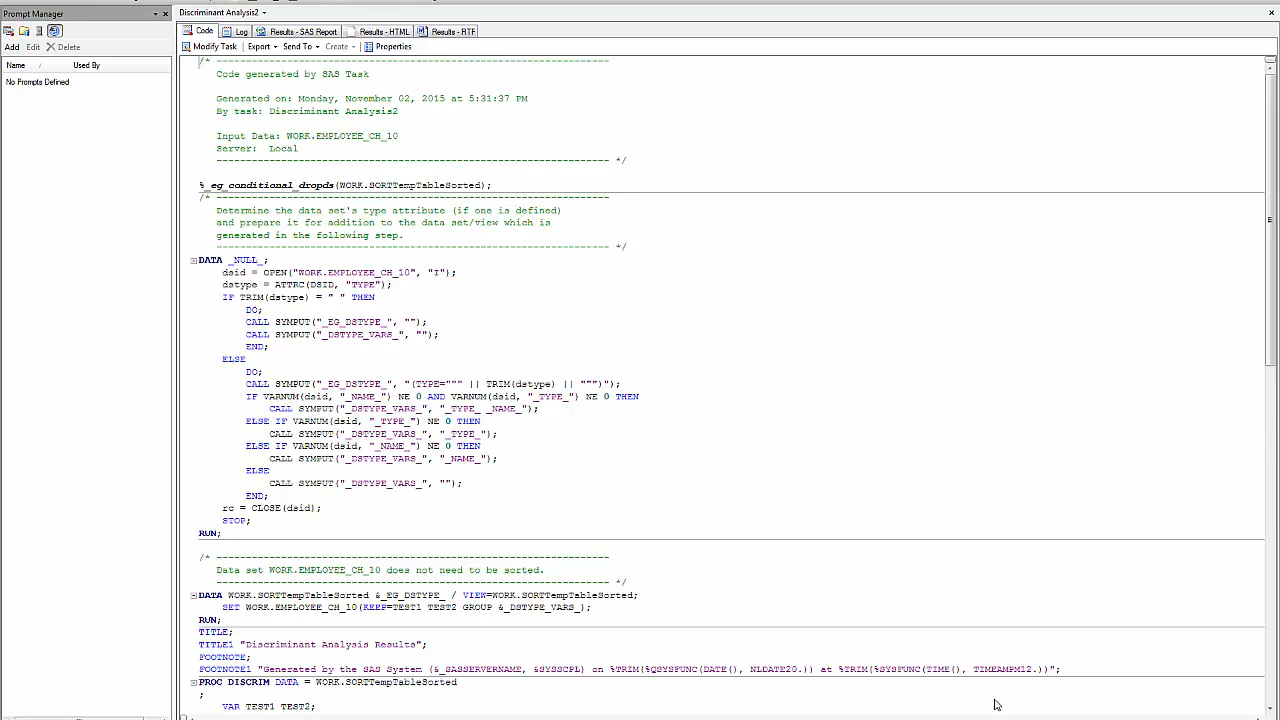 Prompt Manager
Add Edit Delete
Name / Used By
No Prompts Defined
Discriminant Analysis2
Code Log Results - SAS Report Results - HTML Results - RTF
Modify Task Export Send To Create Properties
/* ---------------------------------------------------------
Code generated by SAS Task
Generated on: Monday, November 02, 2015 at 5:31:37 PM
By task: Discriminant Analysis2
Input Data: WORK.EMPLOYEE_CH_10
Server: Local
--------------------------------------------------------- */
%_eg_conditional_dropds(WORK.SORTTempTableSorted);
/* ---------------------------------------------------------
Determine the data set's type attribute (if one is defined)
and prepare it for addition to the data set/view which is
generated in the following step.
--------------------------------------------------------- */
DATA _NULL_;
dsid = OPEN("WORK.EMPLOYEE_CH_10", "I");
dstype = ATTRC(DSID, "TYPE");
IF TRIM(dstype) = " " THEN
DO;
CALL SYMPUT("_EG_DSTYPE_", "");
CALL SYMPUT("_DSTYPE_VARS_", "");
END;
ELSE
DO;
CALL SYMPUT("_EG_DSTYPE_", "(TYPE=""" || TRIM(dstype) || """)");
IF VARNUM(dsid, "_NAME_") NE 0 AND VARNUM(dsid, "_TYPE_") NE 0 THEN
CALL SYMPUT("_DSTYPE_VARS_", "_TYPE_ _NAME_");
ELSE IF VARNUM(dsid, "_TYPE_") NE 0 THEN
CALL SYMPUT("_DSTYPE_VARS_", "_TYPE_");
ELSE IF VARNUM(dsid, "_NAME_") NE 0 THEN
CALL SYMPUT("_DSTYPE_VARS_", "_NAME_");
ELSE
CALL SYMPUT("_DSTYPE_VARS_", "");
END;
rc = CLOSE(dsid);
STOP;
RUN;
/* ---------------------------------------------------------
Data set WORK.EMPLOYEE_CH_10 does not need to be sorted.
--------------------------------------------------------- */
DATA WORK.SORTTempTableSorted &_EG_DSTYPE_ / VIEW=WORK.SORTTempTableSorted;
SET WORK.EMPLOYEE_CH_10(KEEP=TEST1 TEST2 GROUP &_DSTYPE_VARS_);
RUN;
TITLE;
TITLE1 "Discriminant Analysis Results";
FOOTNOTE;
FOOTNOTE1 "Generated by the SAS System (&_SASSERVERNAME, &SYSSCPL) on %TRIM(%QSYSFUNC(DATE(), NLDATE20.)) at %TRIM(%SYSFUNC(TIME(), TIMEAMPM12.))";
PROC DISCRIM DATA = WORK.SORTTempTableSorted
;
VAR TEST1 TEST2;